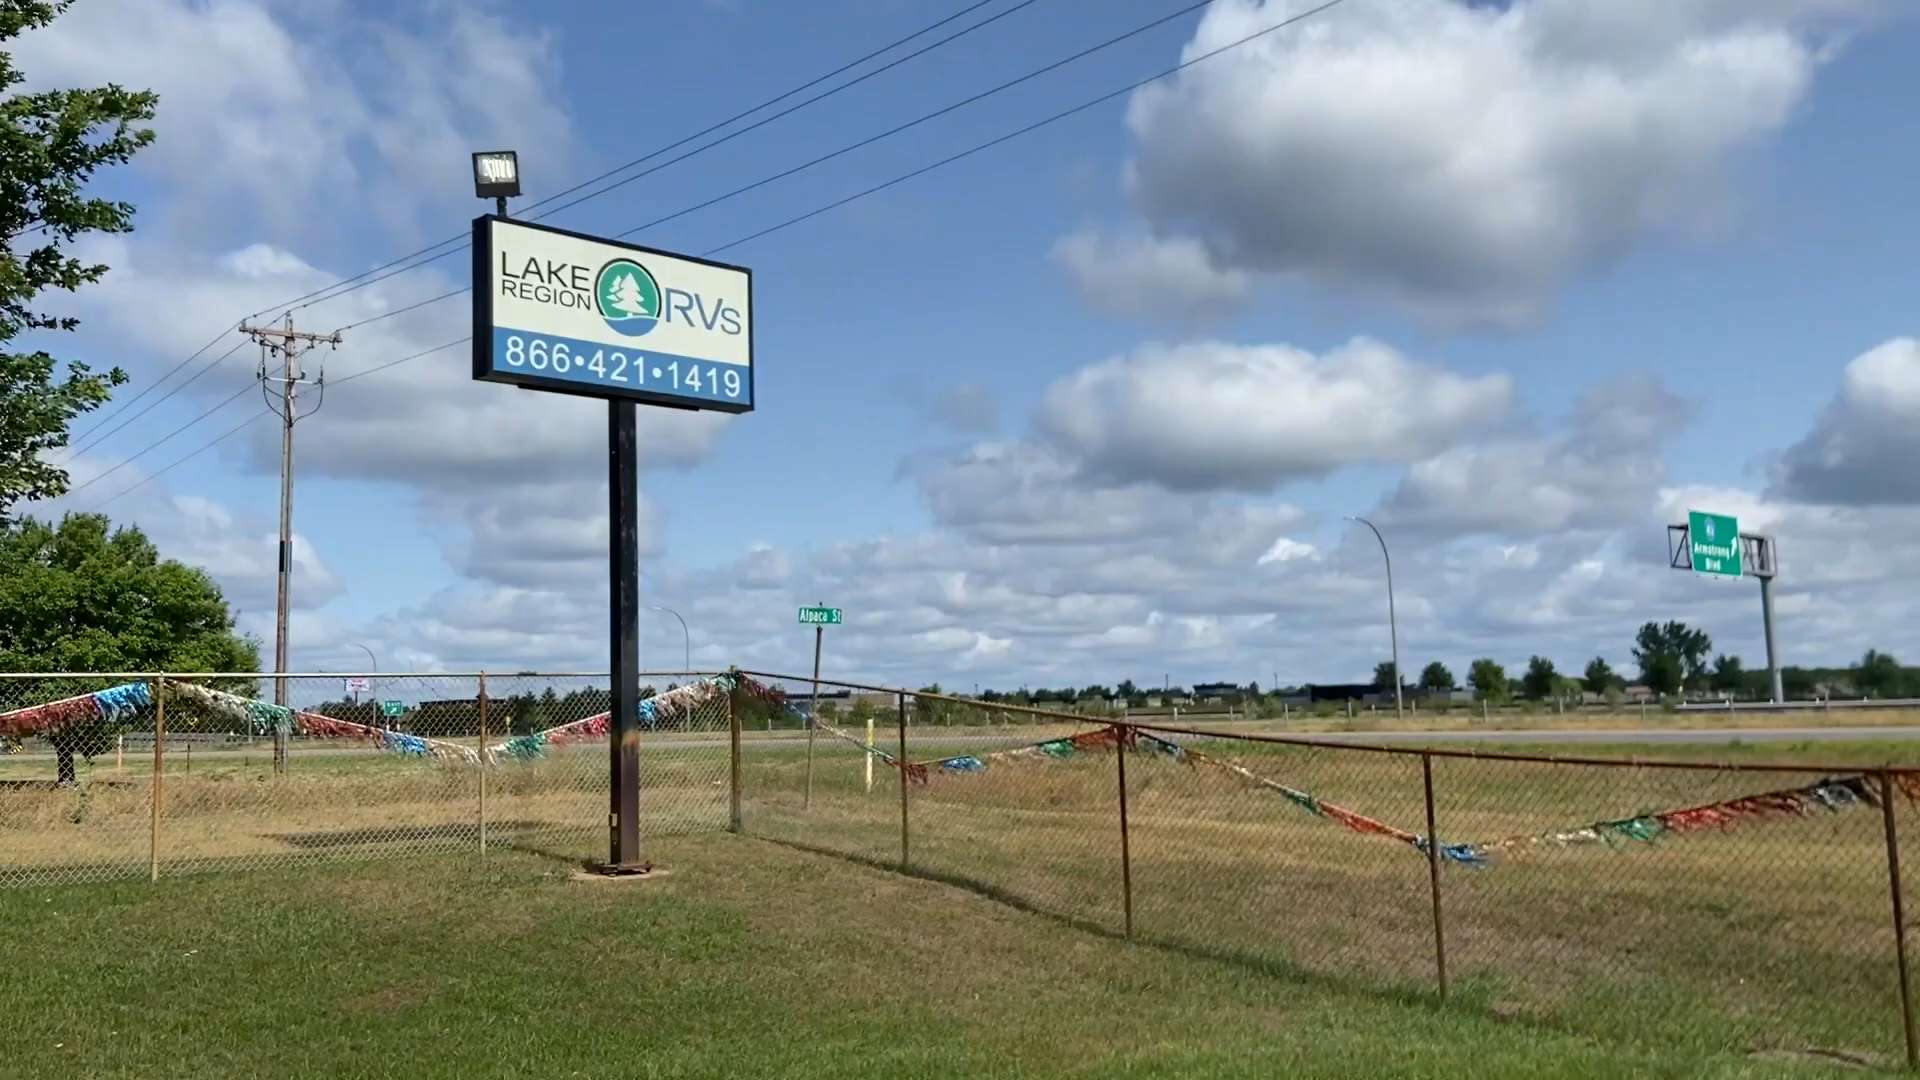 LAKE
REGION
RVs
866•421•1419
Alpaca St
Armstrong
Blvd